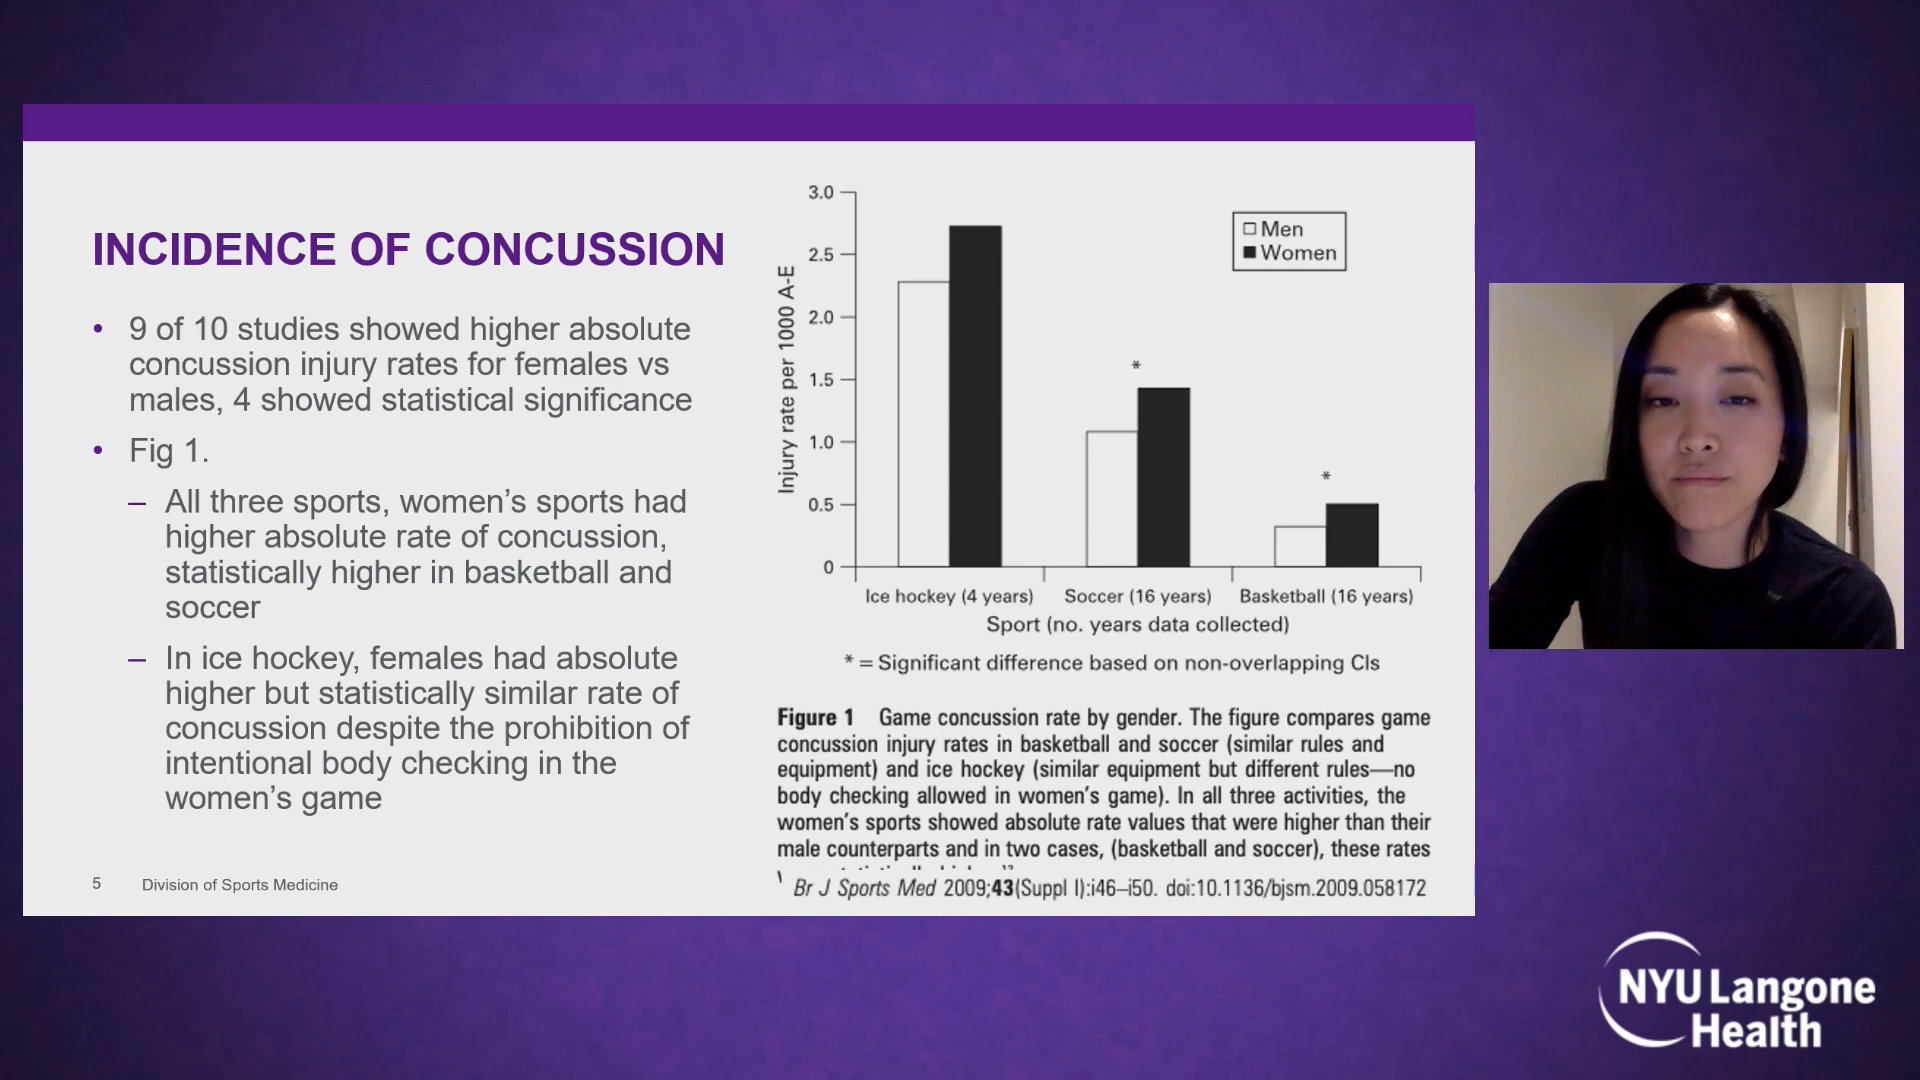 INCIDENCE OF CONCUSSION
• 9 of 10 studies showed higher absolute
concussion injury rates for females vs
males, 4 showed statistical significance
• Fig 1.
– All three sports, women’s sports had
higher absolute rate of concussion,
statistically higher in basketball and
soccer
– In ice hockey, females had absolute
higher but statistically similar rate of
concussion despite the prohibition of
intentional body checking in the
women’s game
5 Division of Sports Medicine
Injury rate per 1000 A-E
3.0
2.5
2.0
1.5
1.0
0.5
0
Men
Women
*
*
Ice hockey (4 years) Soccer (16 years) Basketball (16 years)
Sport (no. years data collected)
* = Significant difference based on non-overlapping CIs
Figure 1 Game concussion rate by gender. The figure compares game
concussion injury rates in basketball and soccer (similar rules and
equipment) and ice hockey (similar equipment but different rules—no
body checking allowed in women’s game). In all three activities, the
women’s sports showed absolute rate values that were higher than their
male counterparts and in two cases, (basketball and soccer), these rates
Br J Sports Med 2009;43(Suppl I):i46–i50. doi:10.1136/bjsm.2009.058172
NYU Langone
Health